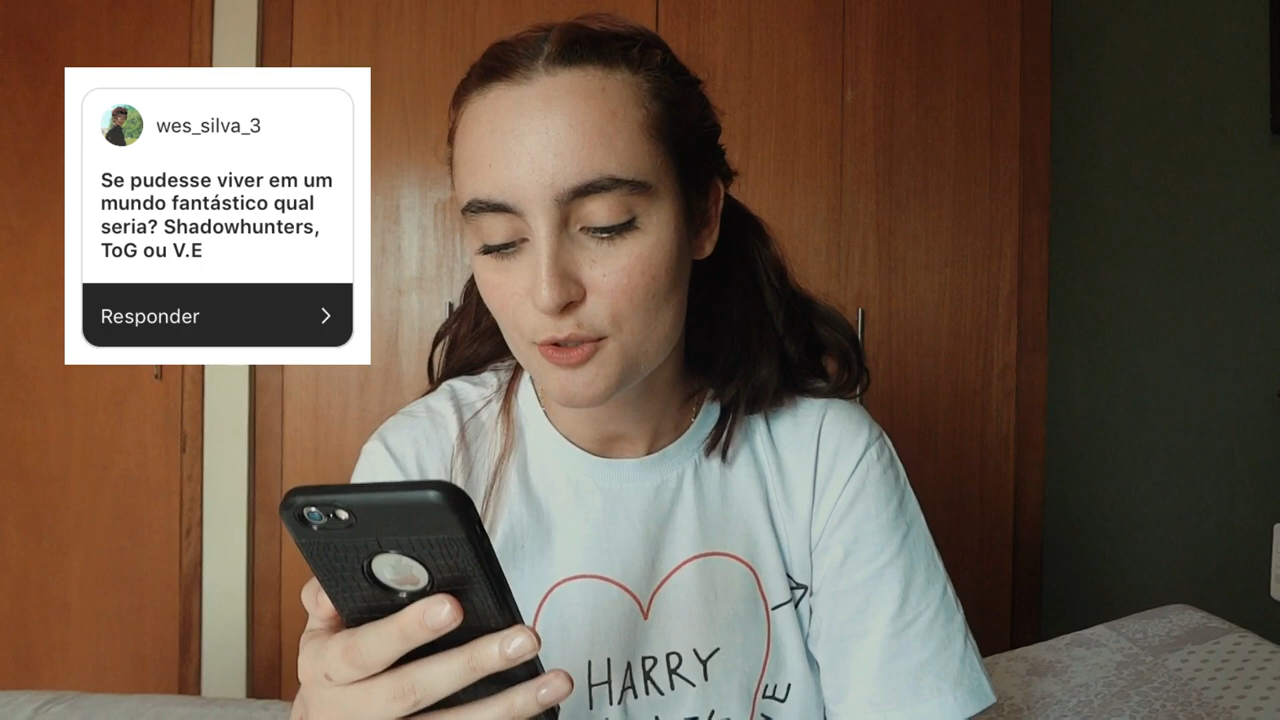 wes_silva_3
Se pudesse viver em um
mundo fantástico qual
seria? Shadowhunters,
ToG ou V.E
Responder
HARRY